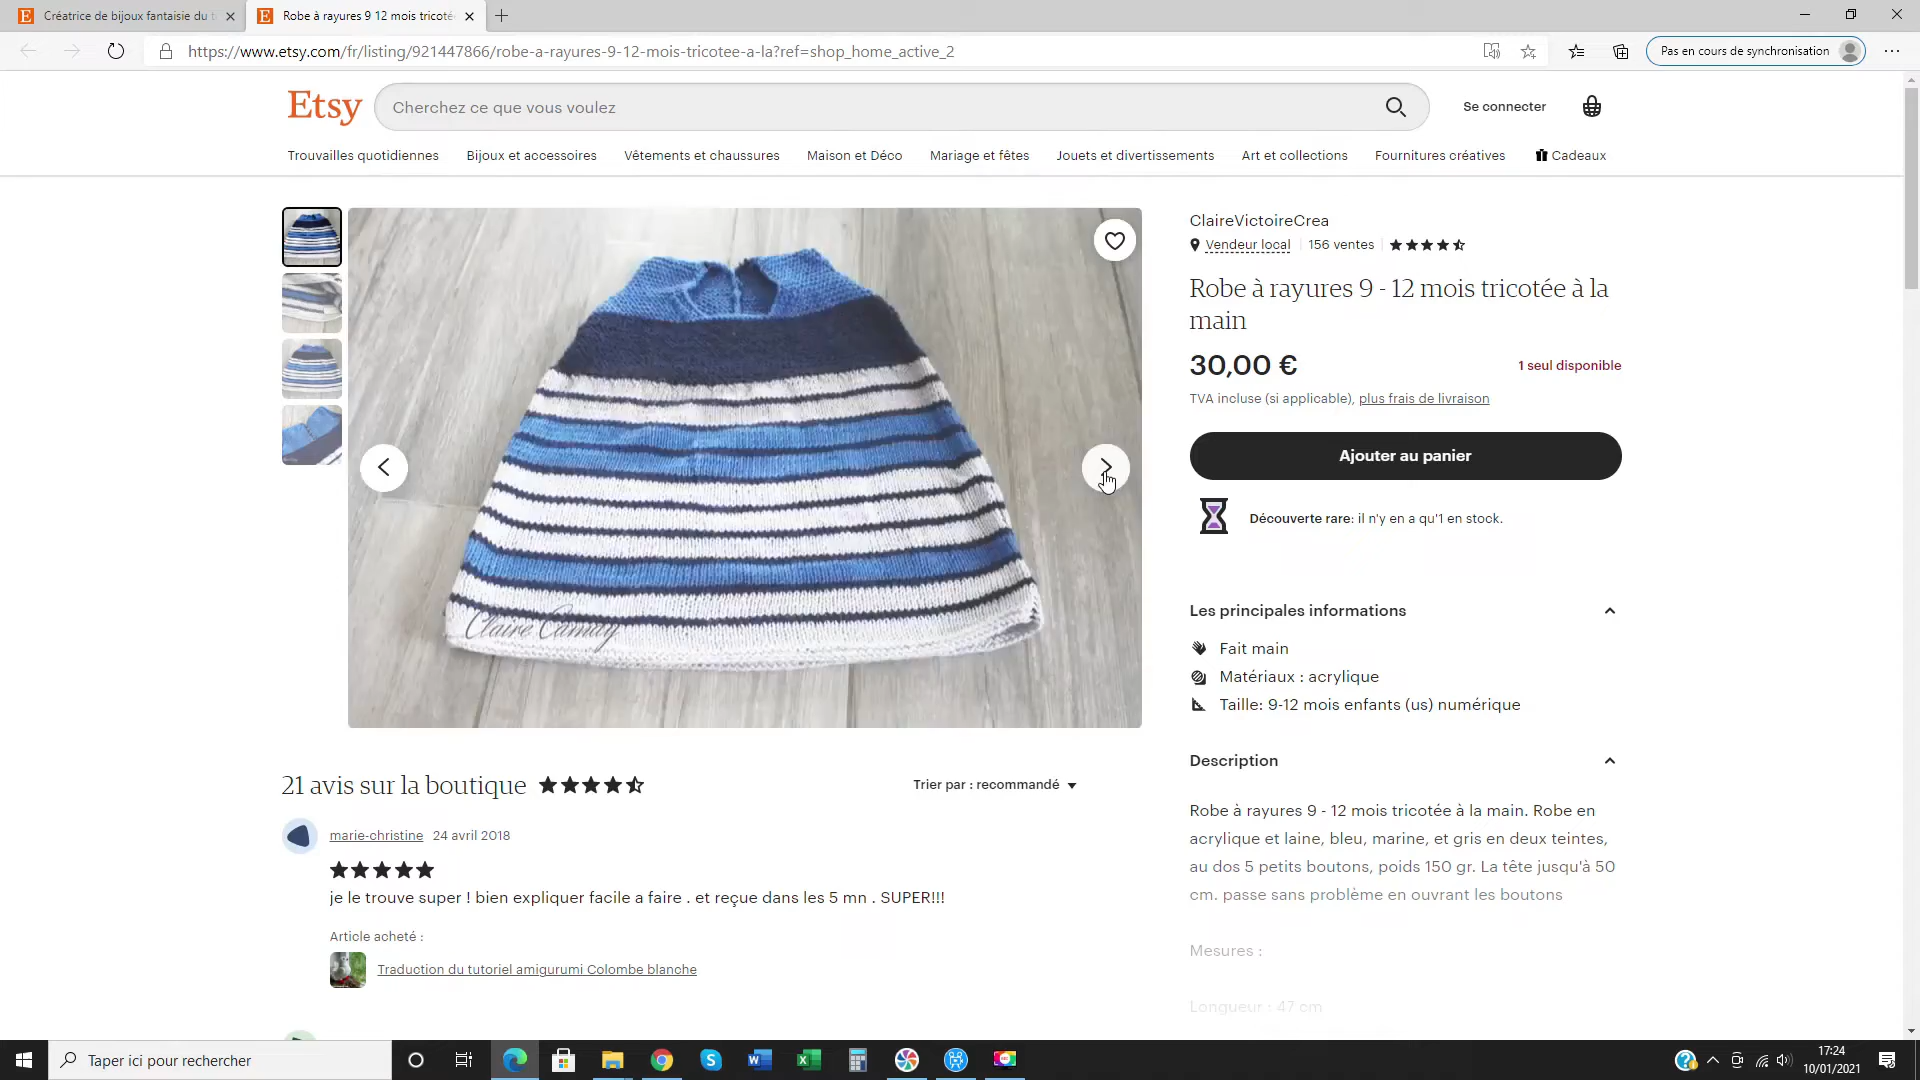 Créatrice de bijoux fantaisie du t
Robe à rayures 9 12 mois tricoté
https://www.etsy.com/fr/listing/921447866/robe-a-rayures-9-12-mois-tricotee-a-la?ref=shop_home_active_2
Pas en cours de synchronisation
Etsy
Cherchez ce que vous voulez
Se connecter
Trouvailles quotidiennes
Bijoux et accessoires
Vêtements et chaussures
Maison et Déco
Mariage et fêtes
Jouets et divertissements
Art et collections
Fournitures créatives
Cadeaux
ClaireVictoireCrea
Vendeur local
156 ventes
Robe à rayures 9 - 12 mois tricotée à la
main
30,00 €
1 seul disponible
TVA incluse (si applicable), plus frais de livraison
Ajouter au panier
Découverte rare: il n'y en a qu'1 en stock.
Les principales informations
Fait main
Matériaux : acrylique
Taille: 9-12 mois enfants (us) numérique
Description
Robe à rayures 9 - 12 mois tricotée à la main. Robe en
acrylique et laine, bleu, marine, et gris en deux teintes,
au dos 5 petits boutons, poids 150 gr. La tête jusqu'à 50
cm. passe sans problème en ouvrant les boutons
Mesures :
Longueur : 47 cm
Claire Camay
21 avis sur la boutique
Trier par : recommandé
marie-christine 24 avril 2018
je le trouve super ! bien expliquer facile a faire . et reçue dans les 5 mn . SUPER!!!
Article acheté :
Traduction du tutoriel amigurumi Colombe blanche
Taper ici pour rechercher
17:24
10/01/2021